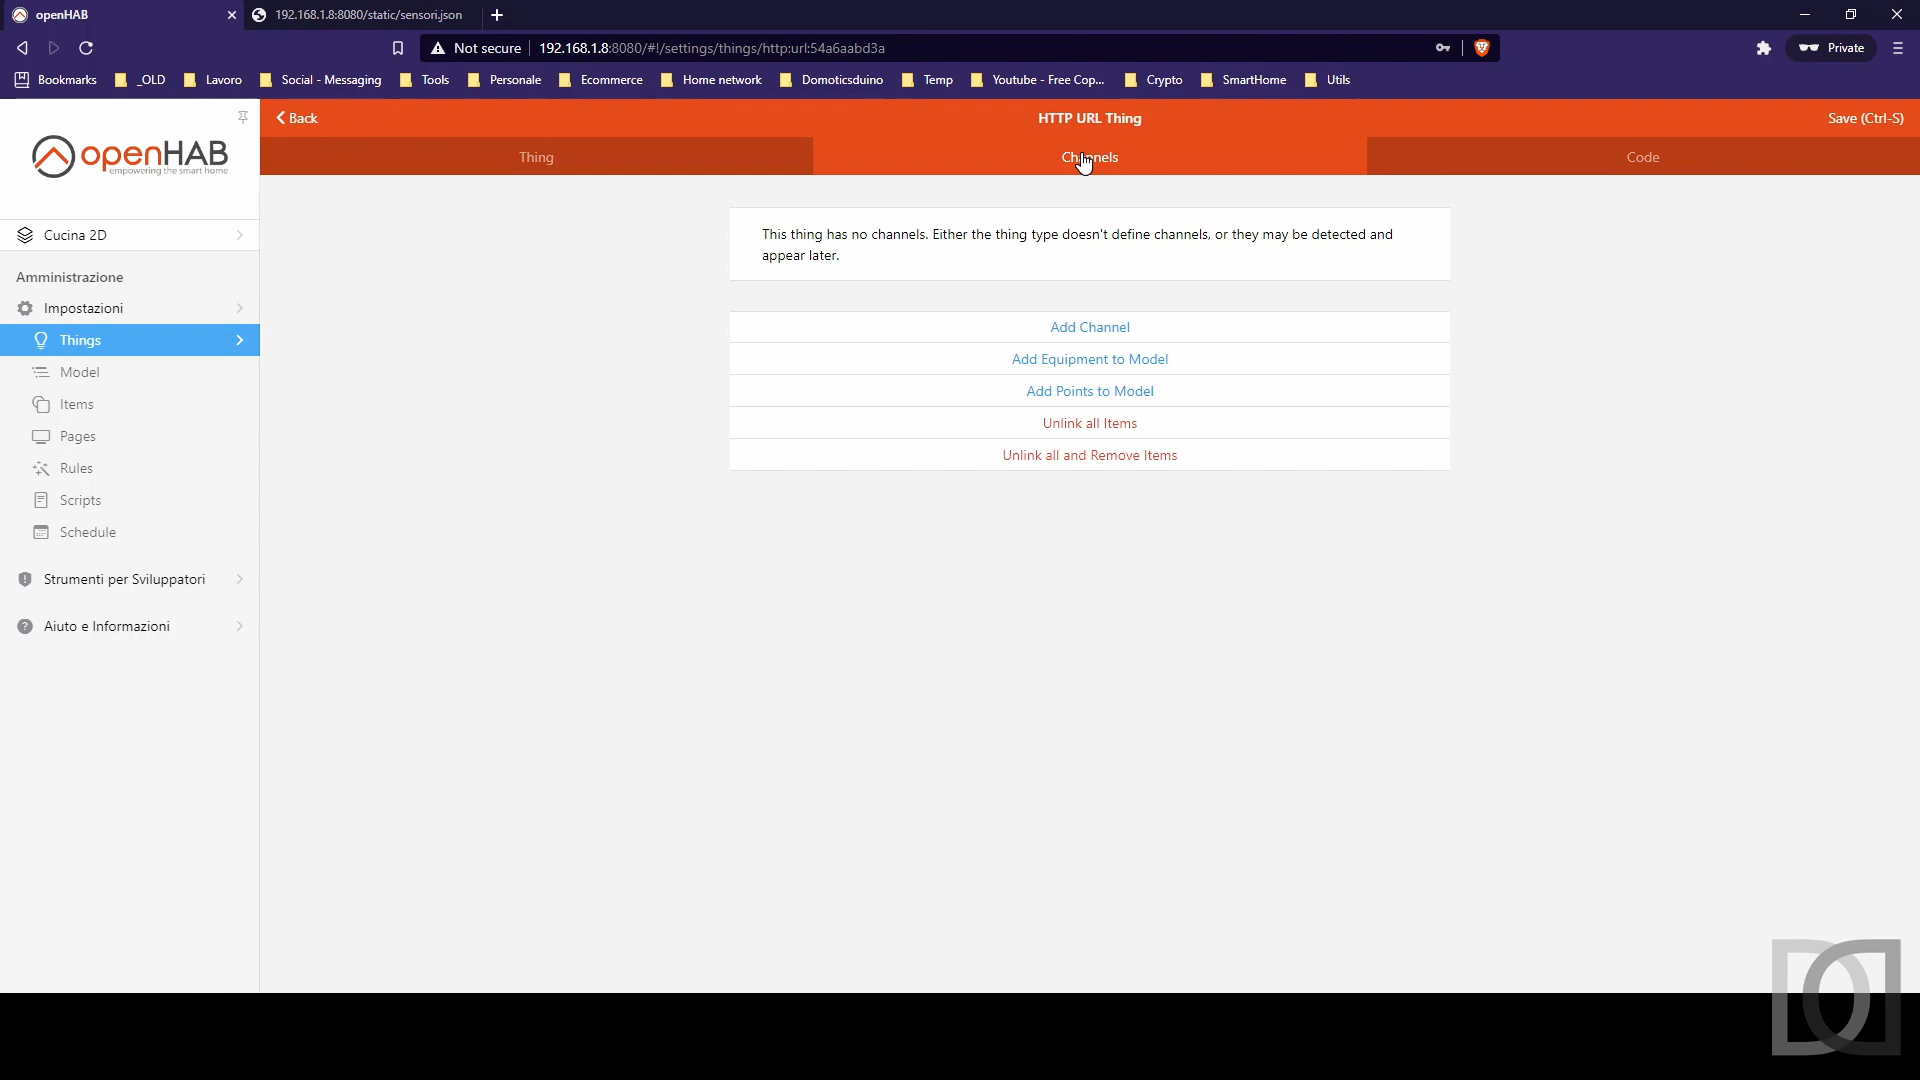 openHAB
192.168.1.8:8080/static/sensori.json
Not secure
192.168.1.8:8080/#!/settings/things/http:url:54a6aabd3a
Private
Bookmarks
_OLD
Lavoro
Social - Messaging
Tools
Personale
Ecommerce
Home network
Domoticsduino
Temp
Youtube - Free Cop...
Crypto
SmartHome
Utils
openHAB
empowering the smart home
Back
HTTP URL Thing
Save (Ctrl-S)
Thing
Channels
Code
Cucina 2D
Amministrazione
Impostazioni
Things
Model
Items
Pages
Rules
Scripts
Schedule
Strumenti per Sviluppatori
Aiuto e Informazioni
This thing has no channels. Either the thing type doesn't define channels, or they may be detected and
appear later.
Add Channel
Add Equipment to Model
Add Points to Model
Unlink all Items
Unlink all and Remove Items